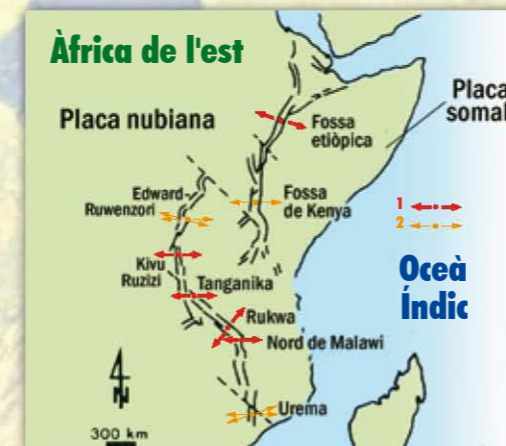 Àfrica de l'est
Placa nubiana
Placa
somal
Fossa
etiòpica
Edward-
Ruwenzori
Fossa
de Kenya
1
2
Kivu
Ruzizi
Tanganika
Oceà
Índic
Rukwa
Nord de Malawi
N
Urema
300 km